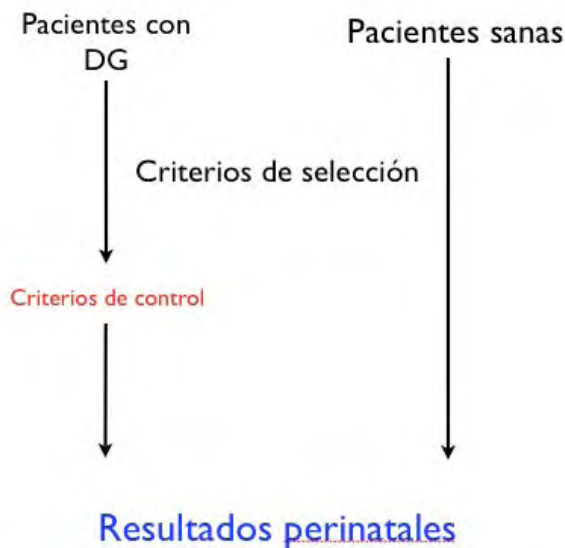 Pacientes con
DG
Pacientes sanas
Criterios de selección
Criterios de control
Resultados perinatales